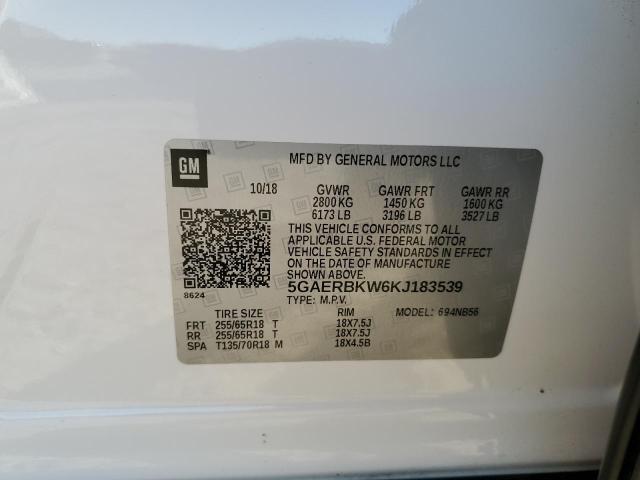 GM
MFD BY GENERAL MOTORS LLC
10/18 GVWR GAWR FRT GAWR RR
2800 KG 1450 KG 1600 KG
6173 LB 3196 LB 3527 LB
THIS VEHICLE CONFORMS TO ALL
APPLICABLE U.S. FEDERAL MOTOR
VEHICLE SAFETY STANDARDS IN EFFECT
ON THE DATE OF MANUFACTURE
SHOWN ABOVE.
5GAERBKW6KJ183539
8624
TYPE: M.P.V.
TIRE SIZE RIM MODEL: 694NB56
FRT 255/65R18 T 18X7.5J
RR 255/65R18 T 18X7.5J
SPA T135/70R18 M 18X4.5B